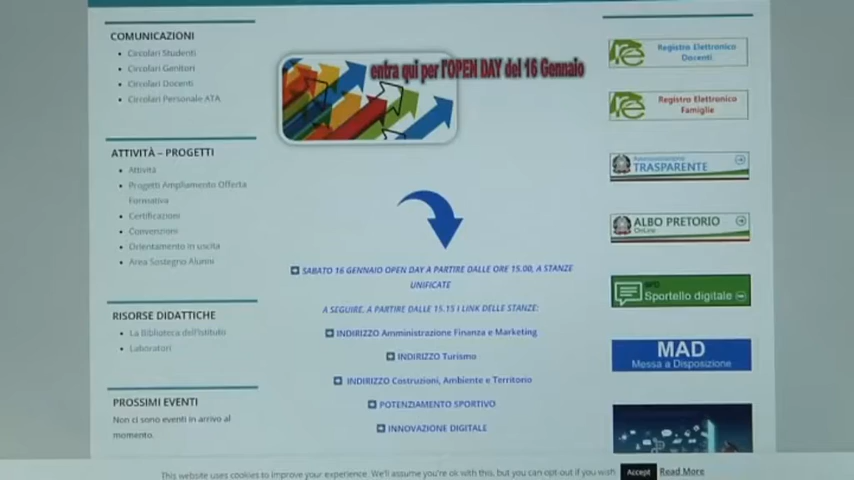 COMUNICAZIONI
Circolari Studenti
Circolari Genitori
Circolari Docenti
Circolari Personale ATA
ATTIVITÀ – PROGETTI
Attività
Progetti Ampliamento Offerta
Formativa
Certificazioni
Convenzioni
Orientamento in uscita
Area Sostegno Alunni
RISORSE DIDATTICHE
La Biblioteca dell'Istituto
Laboratori
PROSSIMI EVENTI
Non ci sono eventi in arrivo al
momento.
entra qui per l'OPEN DAY del 16 Gennaio
SABATO 16 GENNAIO OPEN DAY A PARTIRE DALLE ORE 15.00, A STANZE
UNIFICATE
A SEGUIRE, A PARTIRE DALLE 15.15 I LINK DELLE STANZE:
INDIRIZZO Amministrazione Finanza e Marketing
INDIRIZZO Turismo
INDIRIZZO Costruzioni, Ambiente e Territorio
POTENZIAMENTO SPORTIVO
INNOVAZIONE DIGITALE
re Registro Elettronico
Docenti
re Registro Elettronico
Famiglie
Amministrazione
TRASPARENTE
ALBO PRETORIO
OnLine
Sportello digitale
MAD
Messa a Disposizione
This website uses cookies to improve your experience. We'll assume you're ok with this, but you can opt-out if you wish.
Accept
Read More